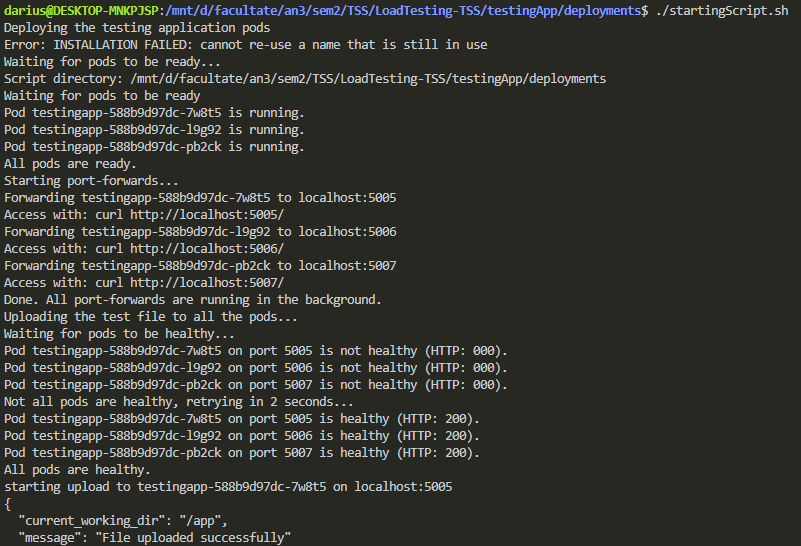 darius@DESKTOP-MNKPJSP:/mnt/d/facultate/an3/sem2/TSS/LoadTesting-TSS/testingApp/deployments$ ./startingScript.sh
Deploying the testing application pods
Error: INSTALLATION FAILED: cannot re-use a name that is still in use
Waiting for pods to be ready...
Script directory: /mnt/d/facultate/an3/sem2/TSS/LoadTesting-TSS/testingApp/deployments
Waiting for pods to be ready
Pod testingapp-588b9d97dc-7w8t5 is running.
Pod testingapp-588b9d97dc-l9g92 is running.
Pod testingapp-588b9d97dc-pb2ck is running.
All pods are ready.
Starting port-forwards...
Forwarding testingapp-588b9d97dc-7w8t5 to localhost:5005
Access with: curl http://localhost:5005/
Forwarding testingapp-588b9d97dc-l9g92 to localhost:5006
Access with: curl http://localhost:5006/
Forwarding testingapp-588b9d97dc-pb2ck to localhost:5007
Access with: curl http://localhost:5007/
Done. All port-forwards are running in the background.
Uploading the test file to all the pods...
Waiting for pods to be healthy...
Pod testingapp-588b9d97dc-7w8t5 on port 5005 is not healthy (HTTP: 000).
Pod testingapp-588b9d97dc-l9g92 on port 5006 is not healthy (HTTP: 000).
Pod testingapp-588b9d97dc-pb2ck on port 5007 is not healthy (HTTP: 000).
Not all pods are healthy, retrying in 2 seconds...
Pod testingapp-588b9d97dc-7w8t5 on port 5005 is healthy (HTTP: 200).
Pod testingapp-588b9d97dc-l9g92 on port 5006 is healthy (HTTP: 200).
Pod testingapp-588b9d97dc-pb2ck on port 5007 is healthy (HTTP: 200).
All pods are healthy.
starting upload to testingapp-588b9d97dc-7w8t5 on localhost:5005
{
  "current_working_dir": "/app",
  "message": "File uploaded successfully"